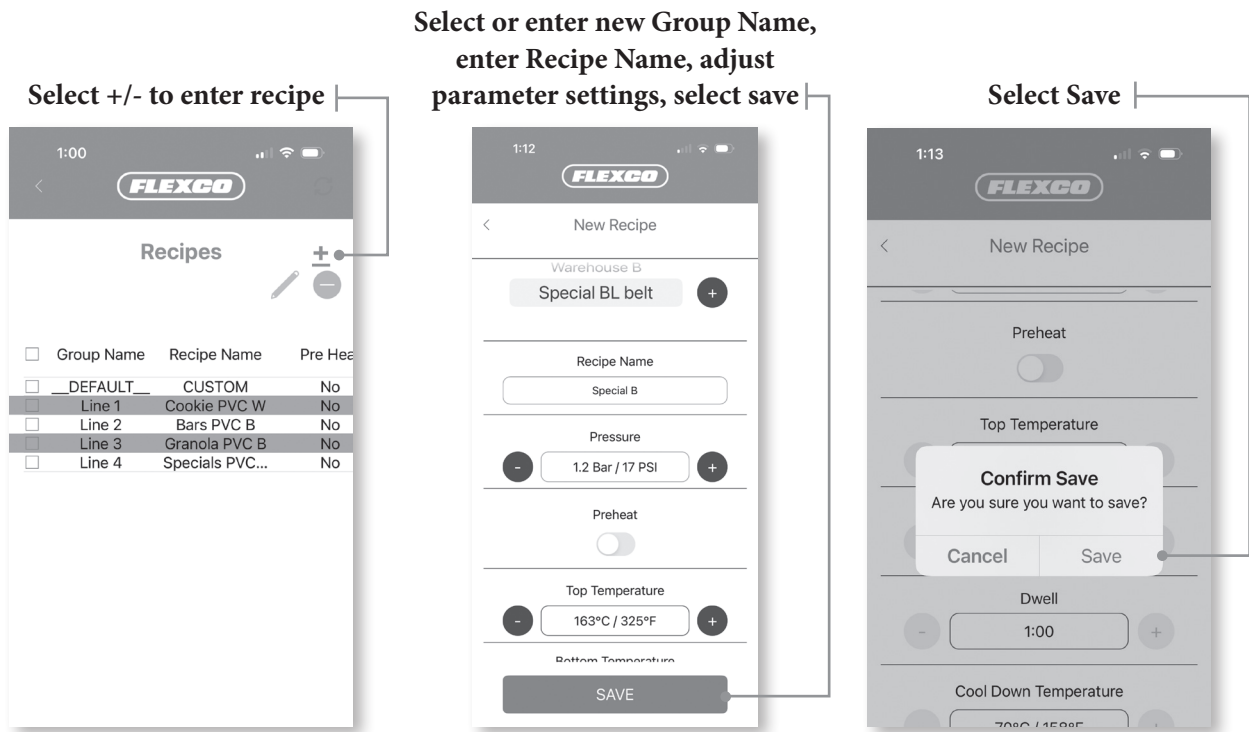 Select +/- to enter recipe
1:00
FLEXCO
Recipes
+
Group Name Recipe Name Pre Hea
__DEFAULT__ CUSTOM No
Line 1 Cookie PVC W No
Line 2 Bars PVC B No
Line 3 Granola PVC B No
Line 4 Specials PVC... No
Select or enter new Group Name,
enter Recipe Name, adjust
parameter settings, select save
1:12
FLEXCO
< New Recipe
Warehouse B
Special BL belt +
Recipe Name
Special B
Pressure
- 1.2 Bar / 17 PSI +
Preheat
Top Temperature
- 163°C / 325°F +
Bottom Temperature
SAVE
Select Save
1:13
FLEXCO
< New Recipe
Preheat
Top Temperature
Confirm Save
Are you sure you want to save?
Cancel Save
Dwell
- 1:00 +
Cool Down Temperature
70°C / 158°F